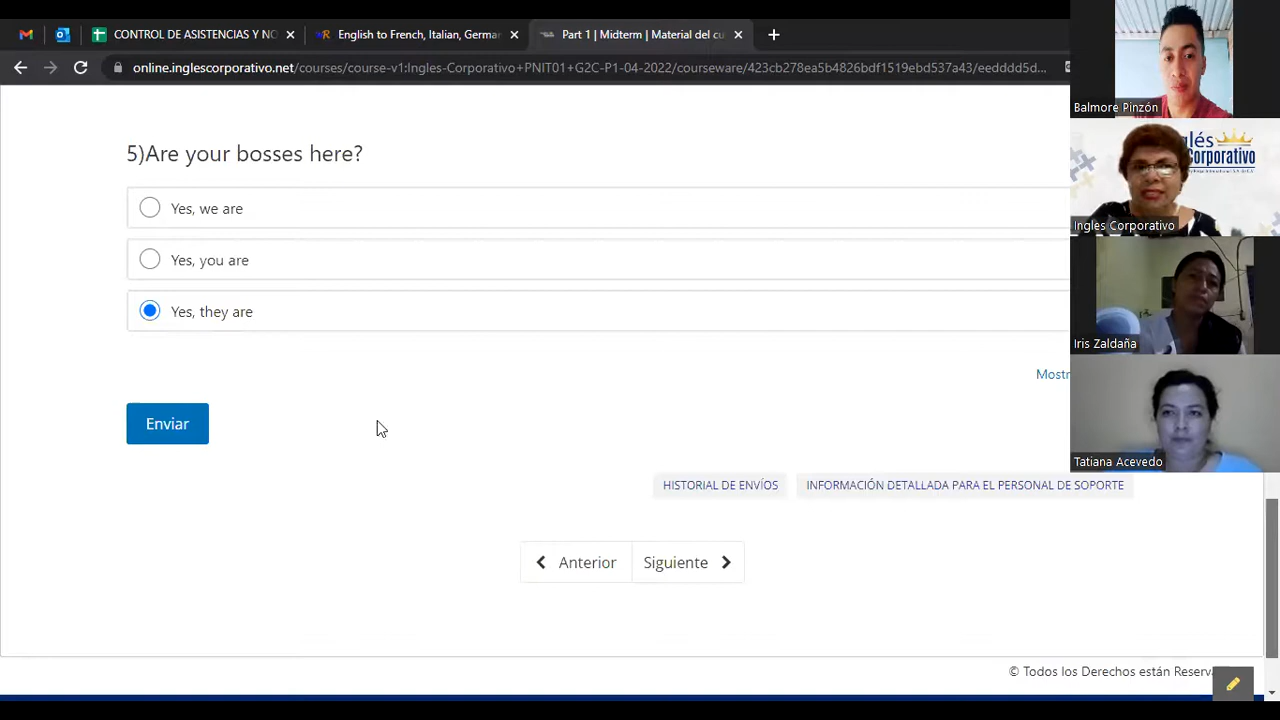 CONTROL DE ASISTENCIAS Y NO
English to French, Italian, Germar
Part 1 | Midterm | Material del cu
online.inglescorporativo.net/courses/course-v1:Ingles-Corporativo+PNIT01+G2C-P1-04-2022/courseware/423cb278ea5b4826bdf1519ebd537a43/eedddd5d...
5)Are your bosses here?
Yes, we are
Yes, you are
Yes, they are
Mostr
Enviar
HISTORIAL DE ENVÍOS
INFORMACIÓN DETALLADA PARA EL PERSONAL DE SOPORTE
Anterior
Siguiente
© Todos los Derechos están Reserv
Balmore Pinzón
glés
Corporativo
Ingles Corporativo
Iris Zaldaña
Tatiana Acevedo